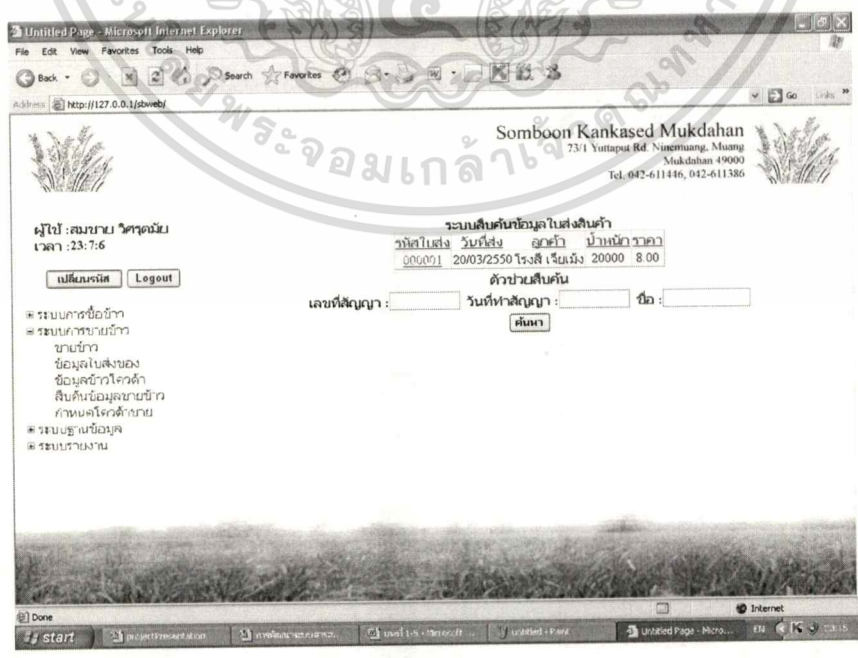 Untitled Page - Microsoft Internet Explorer
File Edit View Favorites Tools Help
Back Search Favorites
Address http://127.0.0.1/sbweb/ Go Links
Somboon Kankased Mukdahan
73/1 Yuttaput Rd. Ninemuang. Muang
Mukdahan 49000
Tel. 042-611446, 042-611386
ผู้ใช้ :สมชาย วิศรุตมัย
เวลา :23:7:6
เปลี่ยนรหัส Logout
ระบบการซื้อข้าว
ระบบการขายข้าว
ขายข้าว
ข้อมูลใบส่งของ
ข้อมูลข้าวโควต้า
สืบค้นข้อมูลขายข้าว
กำหนดโควต้าขาย
ระบบฐานข้อมูล
ระบบรายงาน
ระบบสืบค้นข้อมูลใบส่งสินค้า
รหัสใบส่ง วันที่ส่ง ลูกค้า น้ำหนัก ราคา
000001 20/03/2550 โรงสี เจียเม้ง 20000 8.00
ตัวช่วยสืบค้น
เลขที่สัญญา : วันที่ทำสัญญา : ชื่อ :
ค้นหา
Done Internet
start projectPresentation untitled - Paint Untitled Page - Micro... EN 23:15